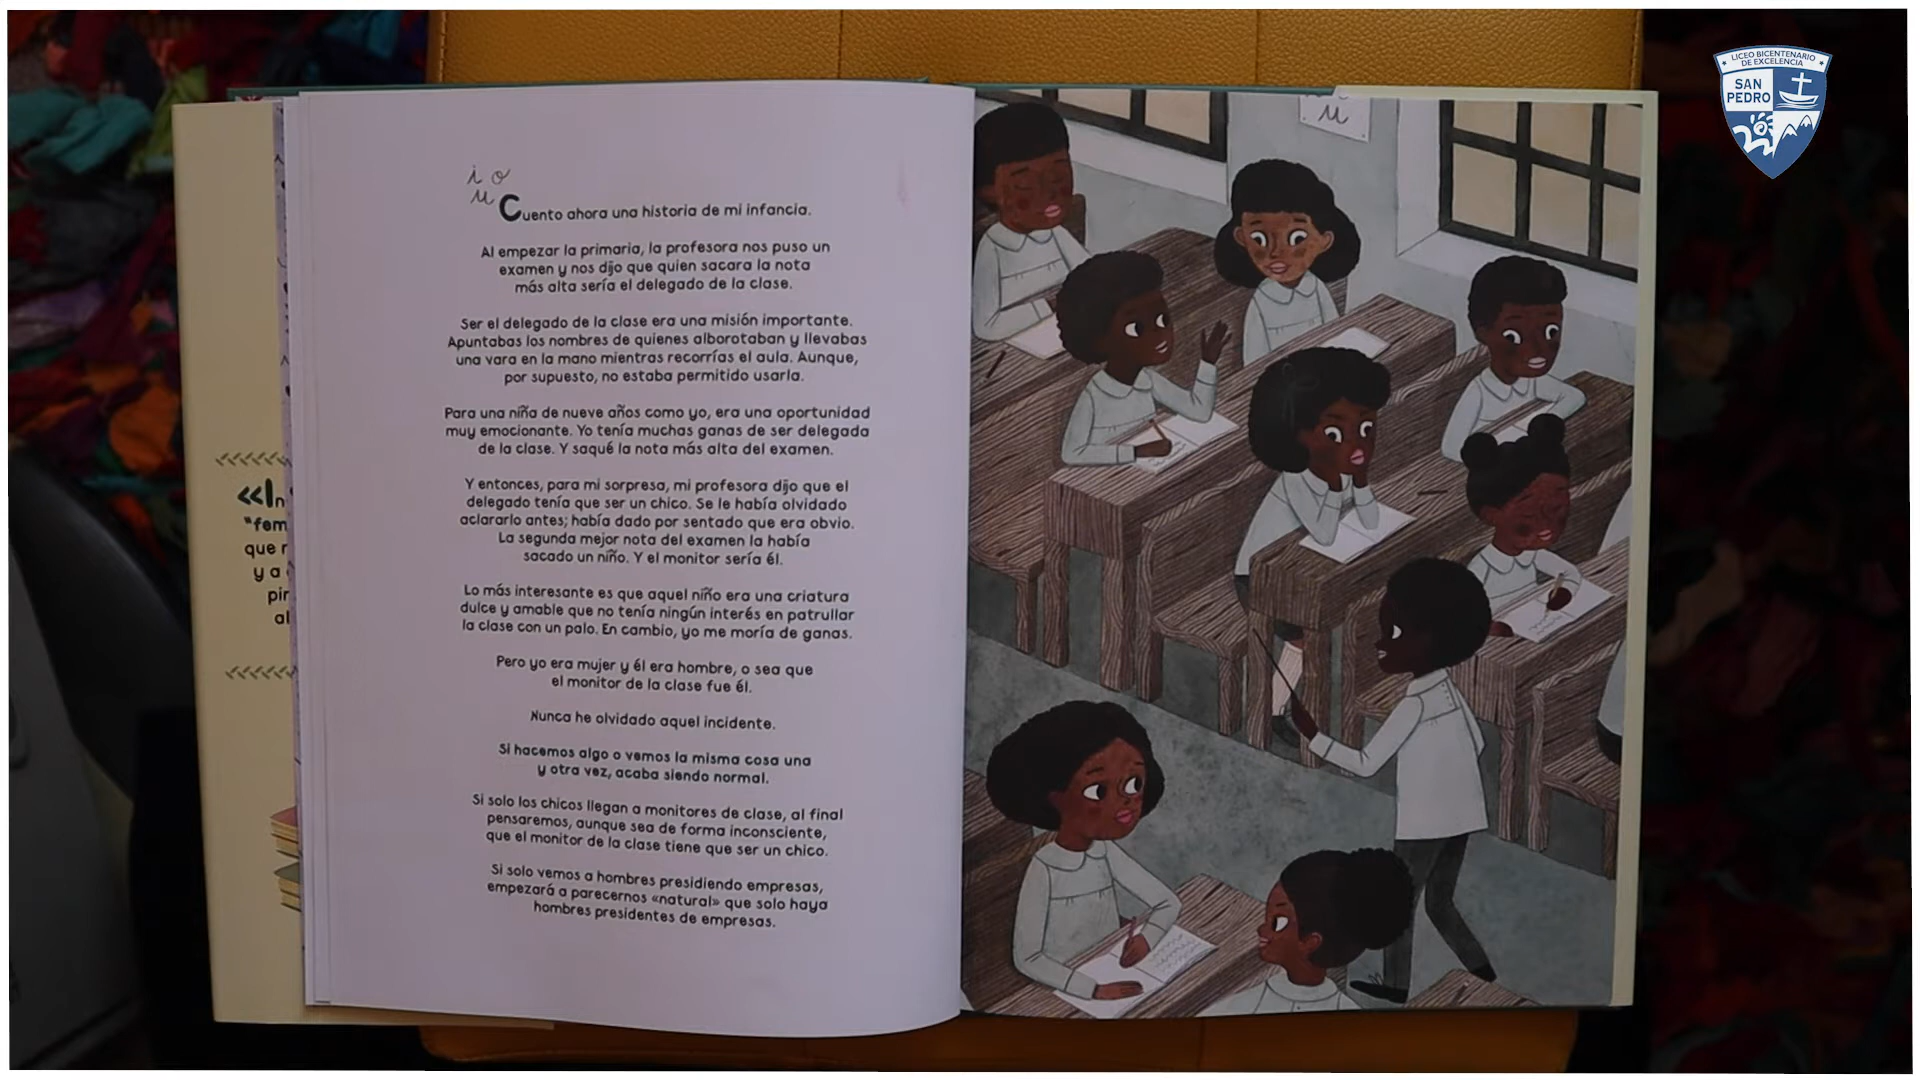 LICEO BICENTENARIO
DE EXCELENCIA
SAN
PEDRO
«In
"fem
que
y a
pin
al
i o
u
Cuento ahora una historia de mi infancia.
Al empezar la primaria, la profesora nos puso un
examen y nos dijo que quien sacara la nota
más alta sería el delegado de la clase.
Ser el delegado de la clase era una misión importante.
Apuntabas los nombres de quienes alborotaban y llevabas
una vara en la mano mientras recorrías el aula. Aunque,
por supuesto, no estaba permitido usarla.
Para una niña de nueve años como yo, era una oportunidad
muy emocionante. Yo tenía muchas ganas de ser delegada
de la clase. Y saqué la nota más alta del examen.
Y entonces, para mi sorpresa, mi profesora dijo que el
delegado tenía que ser un chico. Se le había olvidado
aclararlo antes; había dado por sentado que era obvio.
La segunda mejor nota del examen la había
sacado un niño. Y el monitor sería él.
Lo más interesante es que aquel niño era una criatura
dulce y amable que no tenía ningún interés en patrullar
la clase con un palo. En cambio, yo me moría de ganas.
Pero yo era mujer y él era hombre, o sea que
el monitor de la clase fue él.
Nunca he olvidado aquel incidente.
Si hacemos algo o vemos la misma cosa una
y otra vez, acaba siendo normal.
Si solo los chicos llegan a monitores de clase, al final
pensaremos, aunque sea de forma inconsciente,
que el monitor de la clase tiene que ser un chico.
Si solo vemos a hombres presidiendo empresas,
empezará a parecernos «natural» que solo haya
hombres presidentes de empresas.
u